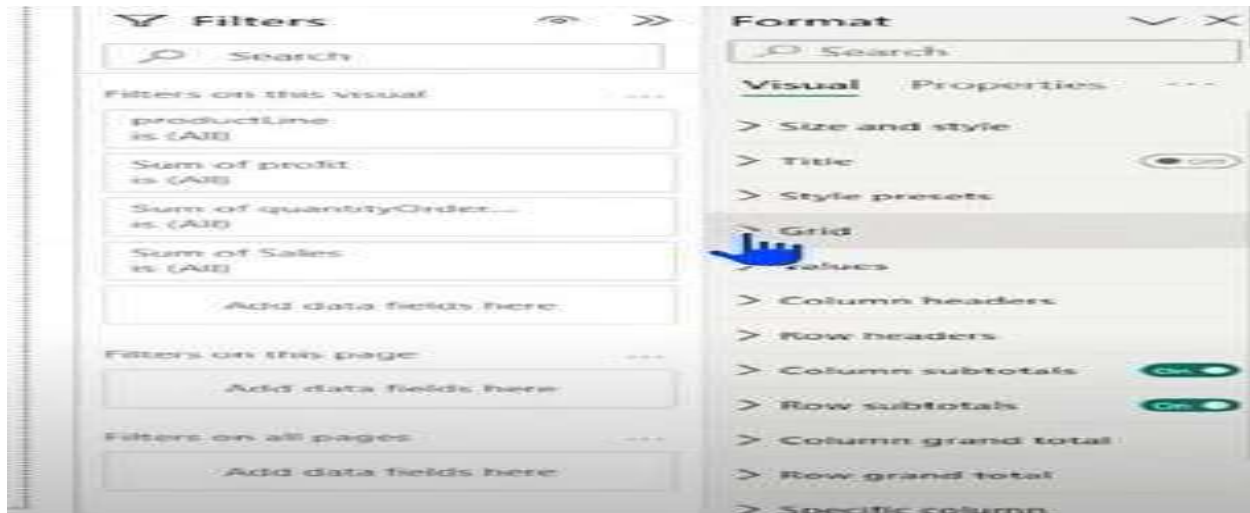 Filters
Search
Filters on this visual
productLine
is (All)
Sum of profit
is (All)
Sum of quantityOrder...
is (All)
Sum of Sales
is (All)
Add data fields here
Filters on this page
Add data fields here
Filters on all pages
Add data fields here
Format
Search
Visual Properties
Size and style
Title
Style presets
Grid
Values
Column headers
Row headers
Column subtotals On
Row subtotals On
Column grand total
Row grand total
Specific column